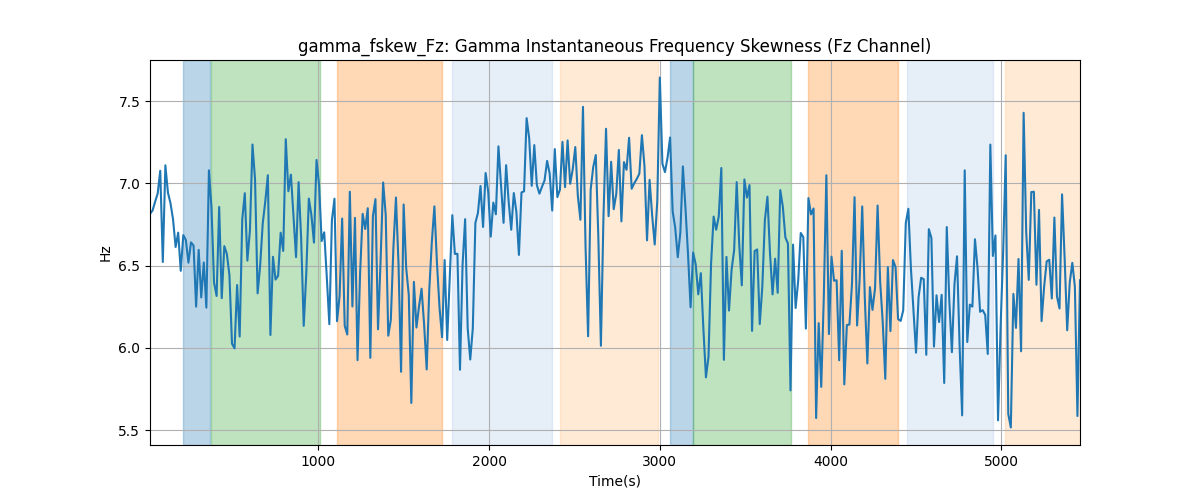 gamma_fskew_Fz: Gamma Instantaneous Frequency Skewness (Fz Channel)
7.5
7.0
6.5
6.0
5.5
Hz
1000 2000 3000 4000 5000
Time(s)